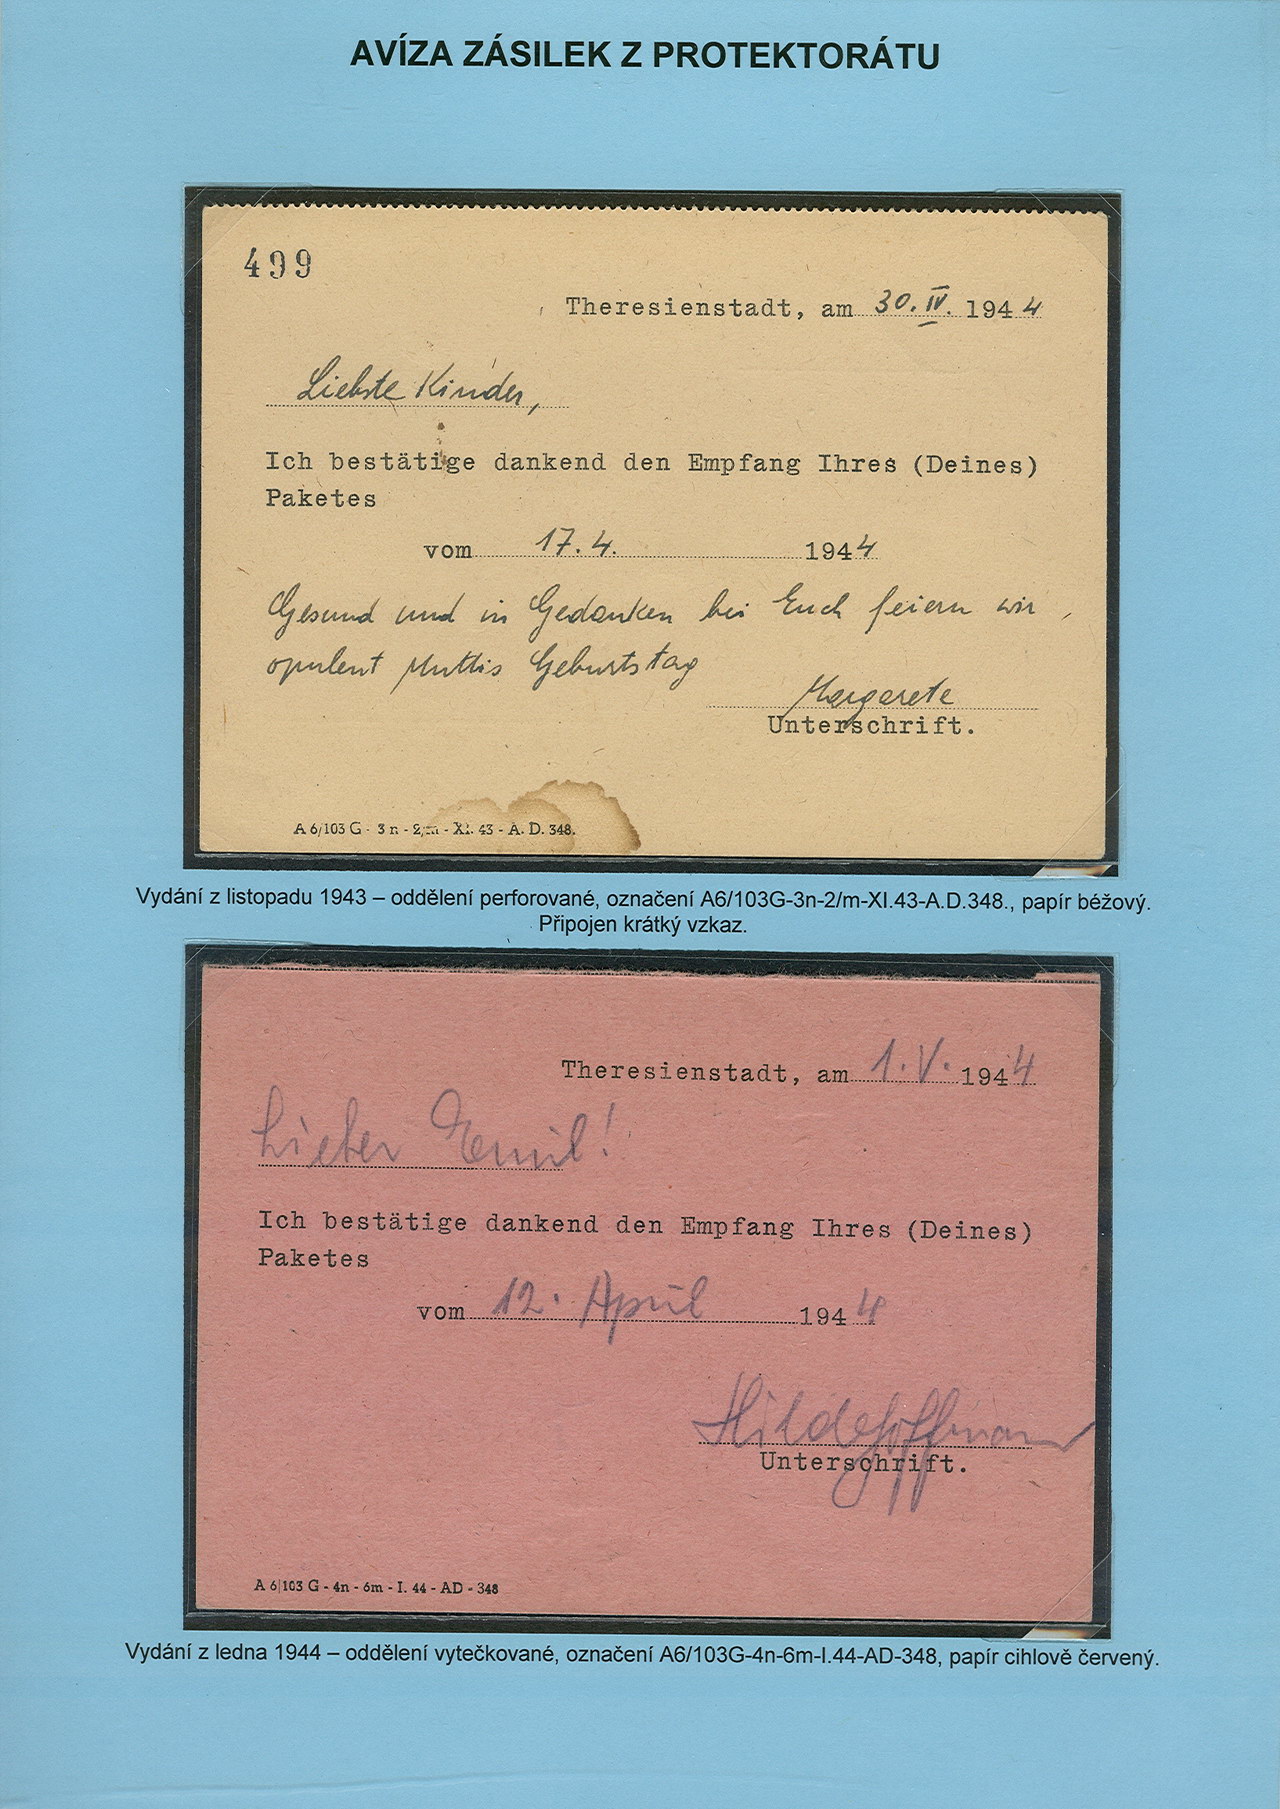 AVÍZA ZÁSILEK Z PROTEKTORÁTU
499
Theresienstadt, am 30. IV. 1944
Liebste Kinder,
Ich bestätige dankend den Empfang Ihres (Deines)
Paketes
vom 17. 4. 1944
Gesund und in Gedanken bei Euch feiern wir
opulent Muttis Geburtstag
Margarete
Unterschrift.
A 6/103 G - 3 n - 2/m - XI. 43 - A. D. 348.
Vydání z listopadu 1943 – oddělení perforované, označení A6/103G-3n-2/m-XI.43-A.D.348., papír béžový.
Připojen krátký vzkaz.
Theresienstadt, am 1. V. 1944
Lieber Emil!
Ich bestätige dankend den Empfang Ihres (Deines)
Paketes
vom 12. April 1944
Hilde Hoffmann
Unterschrift.
A 6/103 G - 4n - 6m - I. 44 - AD - 348
Vydání z ledna 1944 – oddělení vytečkované, označení A6/103G-4n-6m-I.44-AD-348, papír cihlově červený.